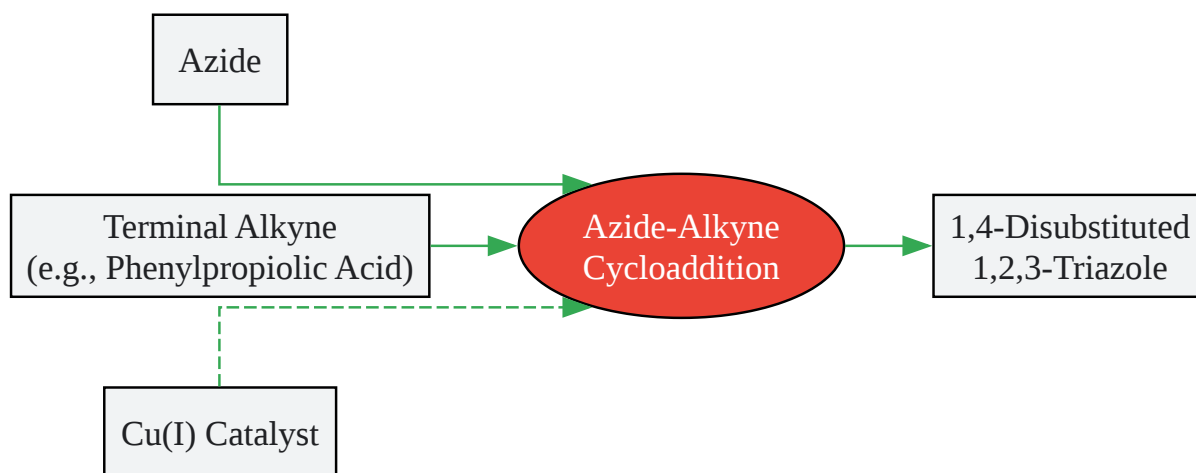 Azide
Terminal Alkyne
(e.g., Phenylpropiolic Acid)
Azide-Alkyne
Cycloaddition
1,4-Disubstituted
1,2,3-Triazole
Cu(I) Catalyst